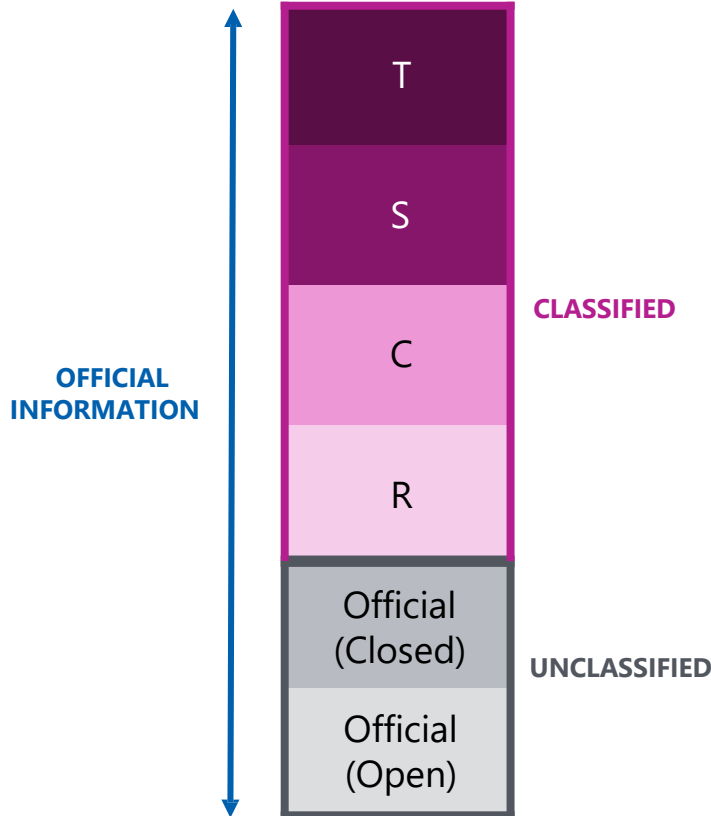 T
S
CLASSIFIED
C
OFFICIAL
INFORMATION
R
Official
(Closed)
UNCLASSIFIED
Official
(Open)